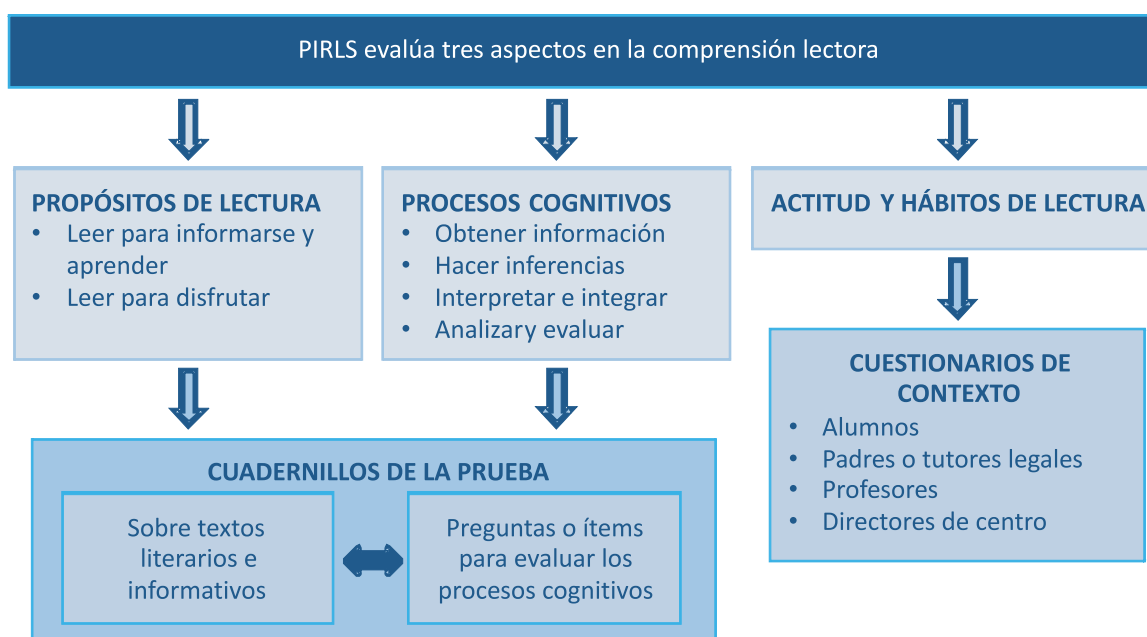 PIRLS evalúa tres aspectos en la comprensión lectora
PROPÓSITOS DE LECTURA
• Leer para informarse y
aprender
• Leer para disfrutar
PROCESOS COGNITIVOS
• Obtener información
• Hacer inferencias
• Interpretar e integrar
• Analizary evaluar
ACTITUD Y HÁBITOS DE LECTURA
CUESTIONARIOS DE
CONTEXTO
• Alumnos
• Padres o tutores legales
• Profesores
• Directores de centro
CUADERNILLOS DE LA PRUEBA
Sobre textos
literarios e
informativos
Preguntas o ítems
para evaluar los
procesos cognitivos